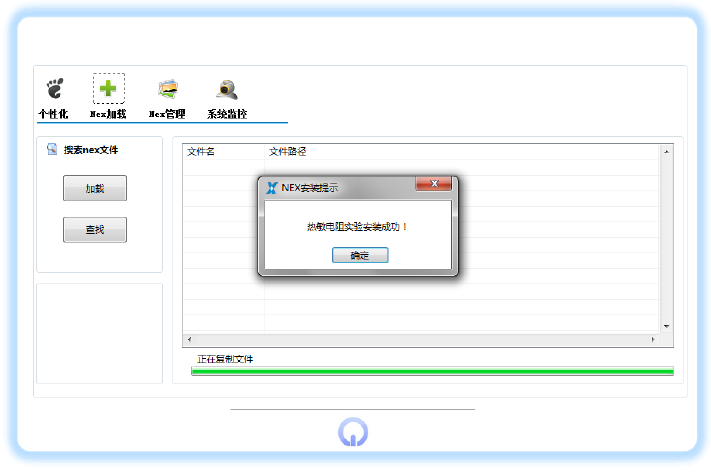 个性化 Nex加载 Nex管理 系统监控
搜索nex文件
加载
查找
文件名 文件路径
NEX安装提示
热敏电阻实验安装成功！
确定
正在复制文件